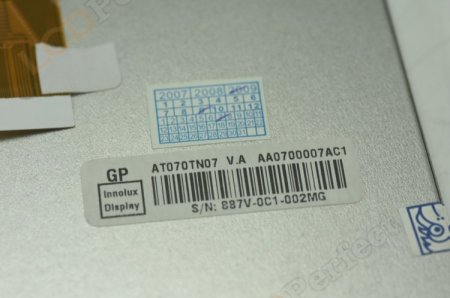 2007 2008 2009
1 2 3 4 5 6
7 8 9 10 11 12
GP AT070TN07 V.A AA0700007AC1
Innolux
Display
S/N: 887V-0C1-002MG